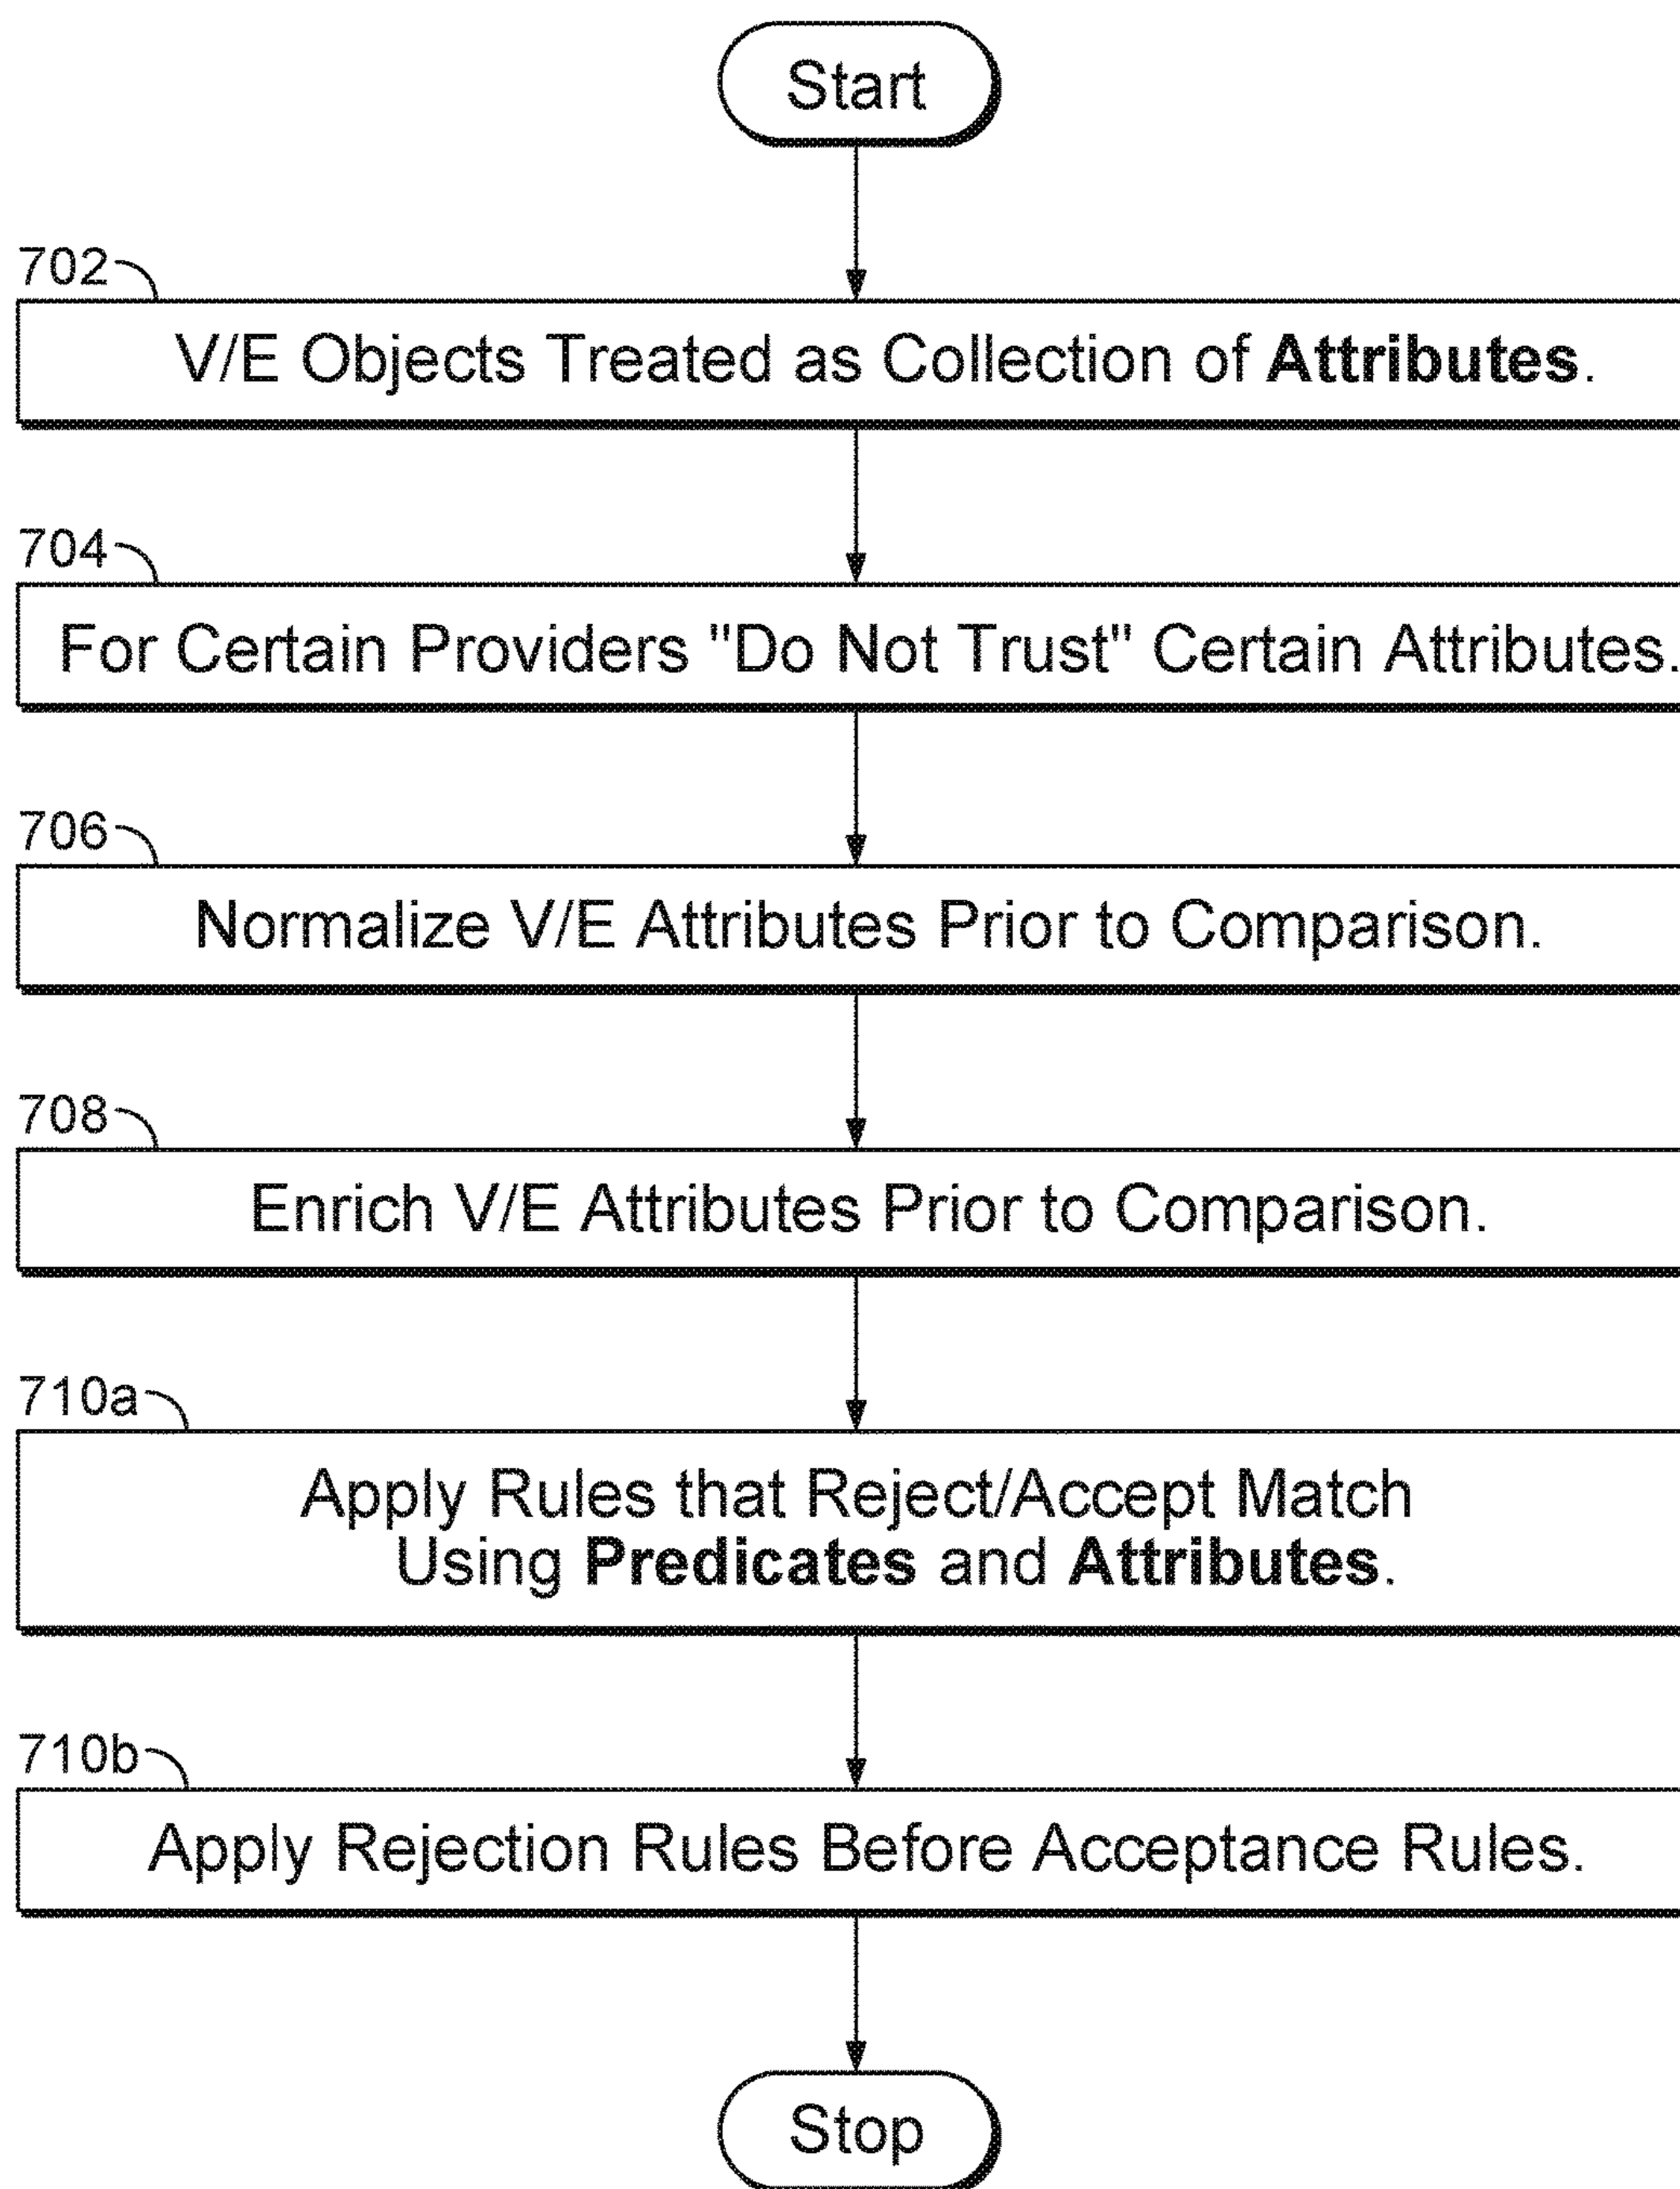 Start
702
V/E Objects Treated as Collection of Attributes.
704
For Certain Providers "Do Not Trust" Certain Attributes.
706
Normalize V/E Attributes Prior to Comparison.
708
Enrich V/E Attributes Prior to Comparison.
710a
Apply Rules that Reject/Accept Match
Using Predicates and Attributes.
710b
Apply Rejection Rules Before Acceptance Rules.
Stop